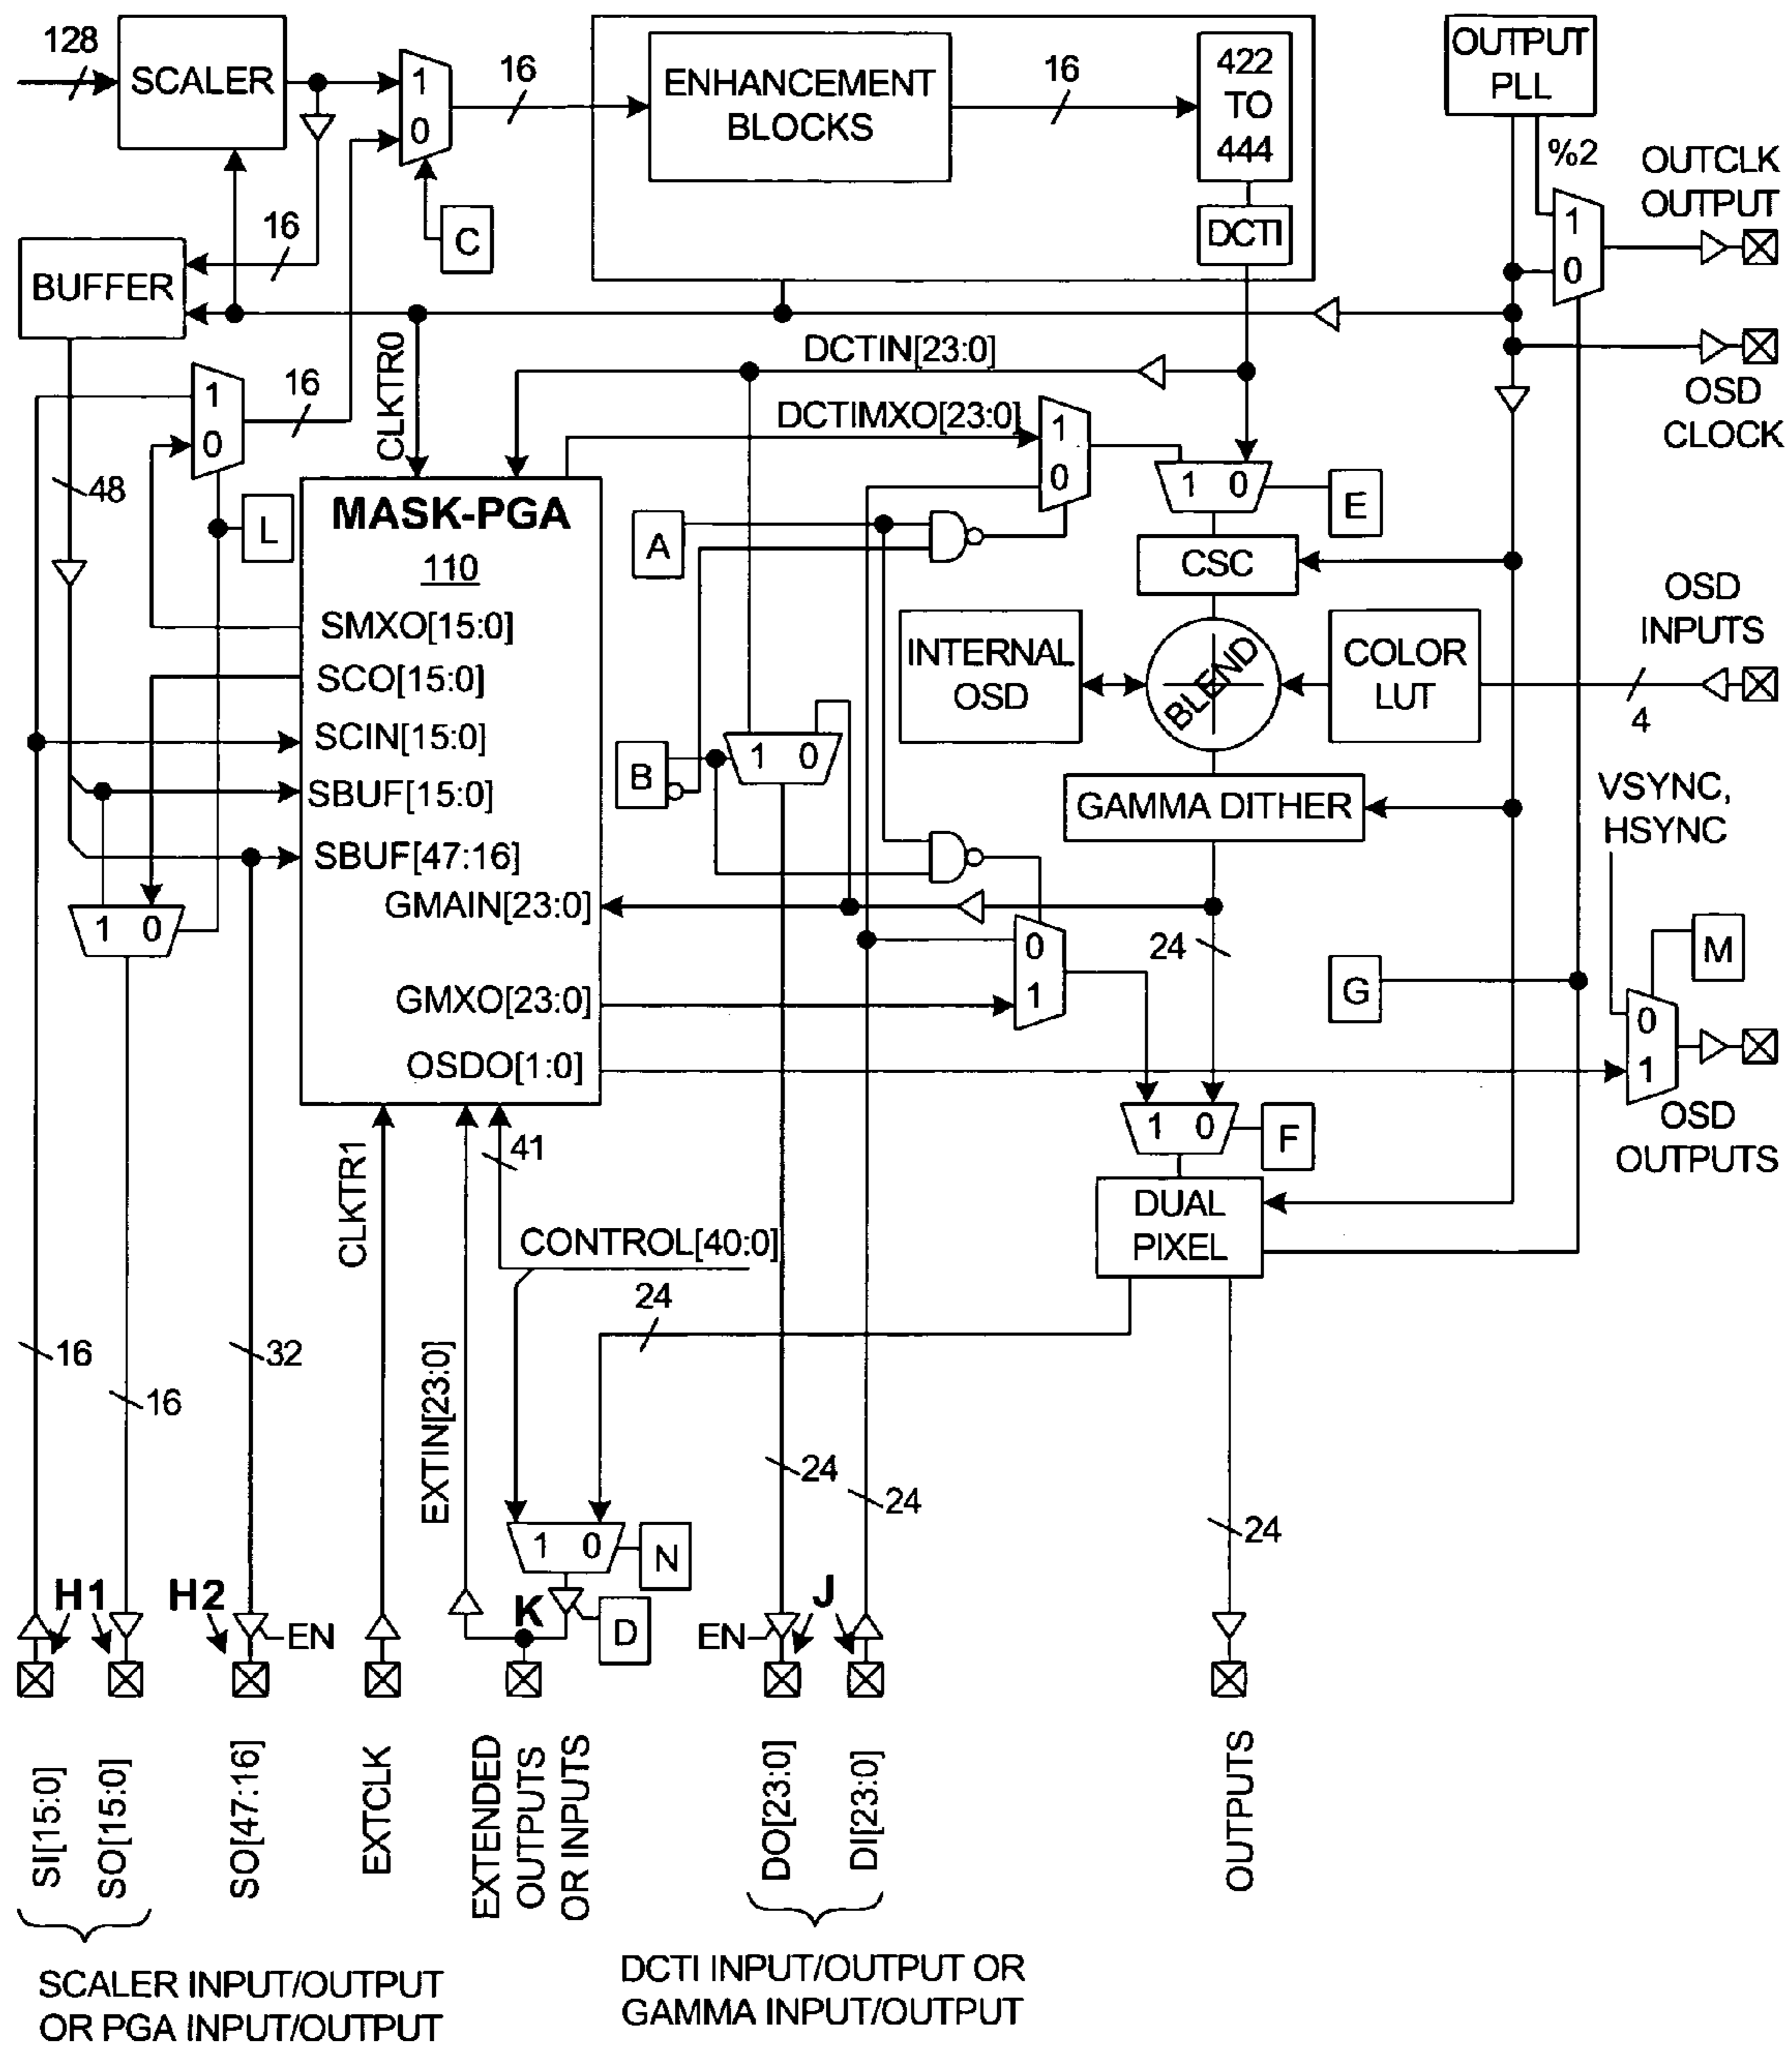 128
SCALER
1
0
16
ENHANCEMENT
BLOCKS
16
422
TO
444
DCTI
OUTPUT
PLL
%2
1
0
OUTCLK
OUTPUT
C
16
BUFFER
CLKTR0
DCTIN[23:0]
OSD
CLOCK
1
0
16
DCTIMXO[23:0]
1
0
1 0
E
48
L
MASK-PGA
110
A
CSC
SMXO[15:0]
SCO[15:0]
SCIN[15:0]
SBUF[15:0]
SBUF[47:16]
GMAIN[23:0]
GMXO[23:0]
OSDO[1:0]
INTERNAL
OSD
BLEND
COLOR
LUT
OSD
INPUTS
4
B
1 0
GAMMA DITHER
VSYNC,
HSYNC
1 0
24
0
1
G
M
0
1
OSD
OUTPUTS
1 0
F
CLKTR1
41
CONTROL[40:0]
DUAL
PIXEL
24
16
16
32
EXTIN[23:0]
24
24
24
1 0
N
H1
H2
EN
K
D
EN
J
SI[15:0]
SO[15:0]
SO[47:16]
EXTCLK
EXTENDED
OUTPUTS
OR INPUTS
DO[23:0]
DI[23:0]
OUTPUTS
SCALER INPUT/OUTPUT
OR PGA INPUT/OUTPUT
DCTI INPUT/OUTPUT OR
GAMMA INPUT/OUTPUT